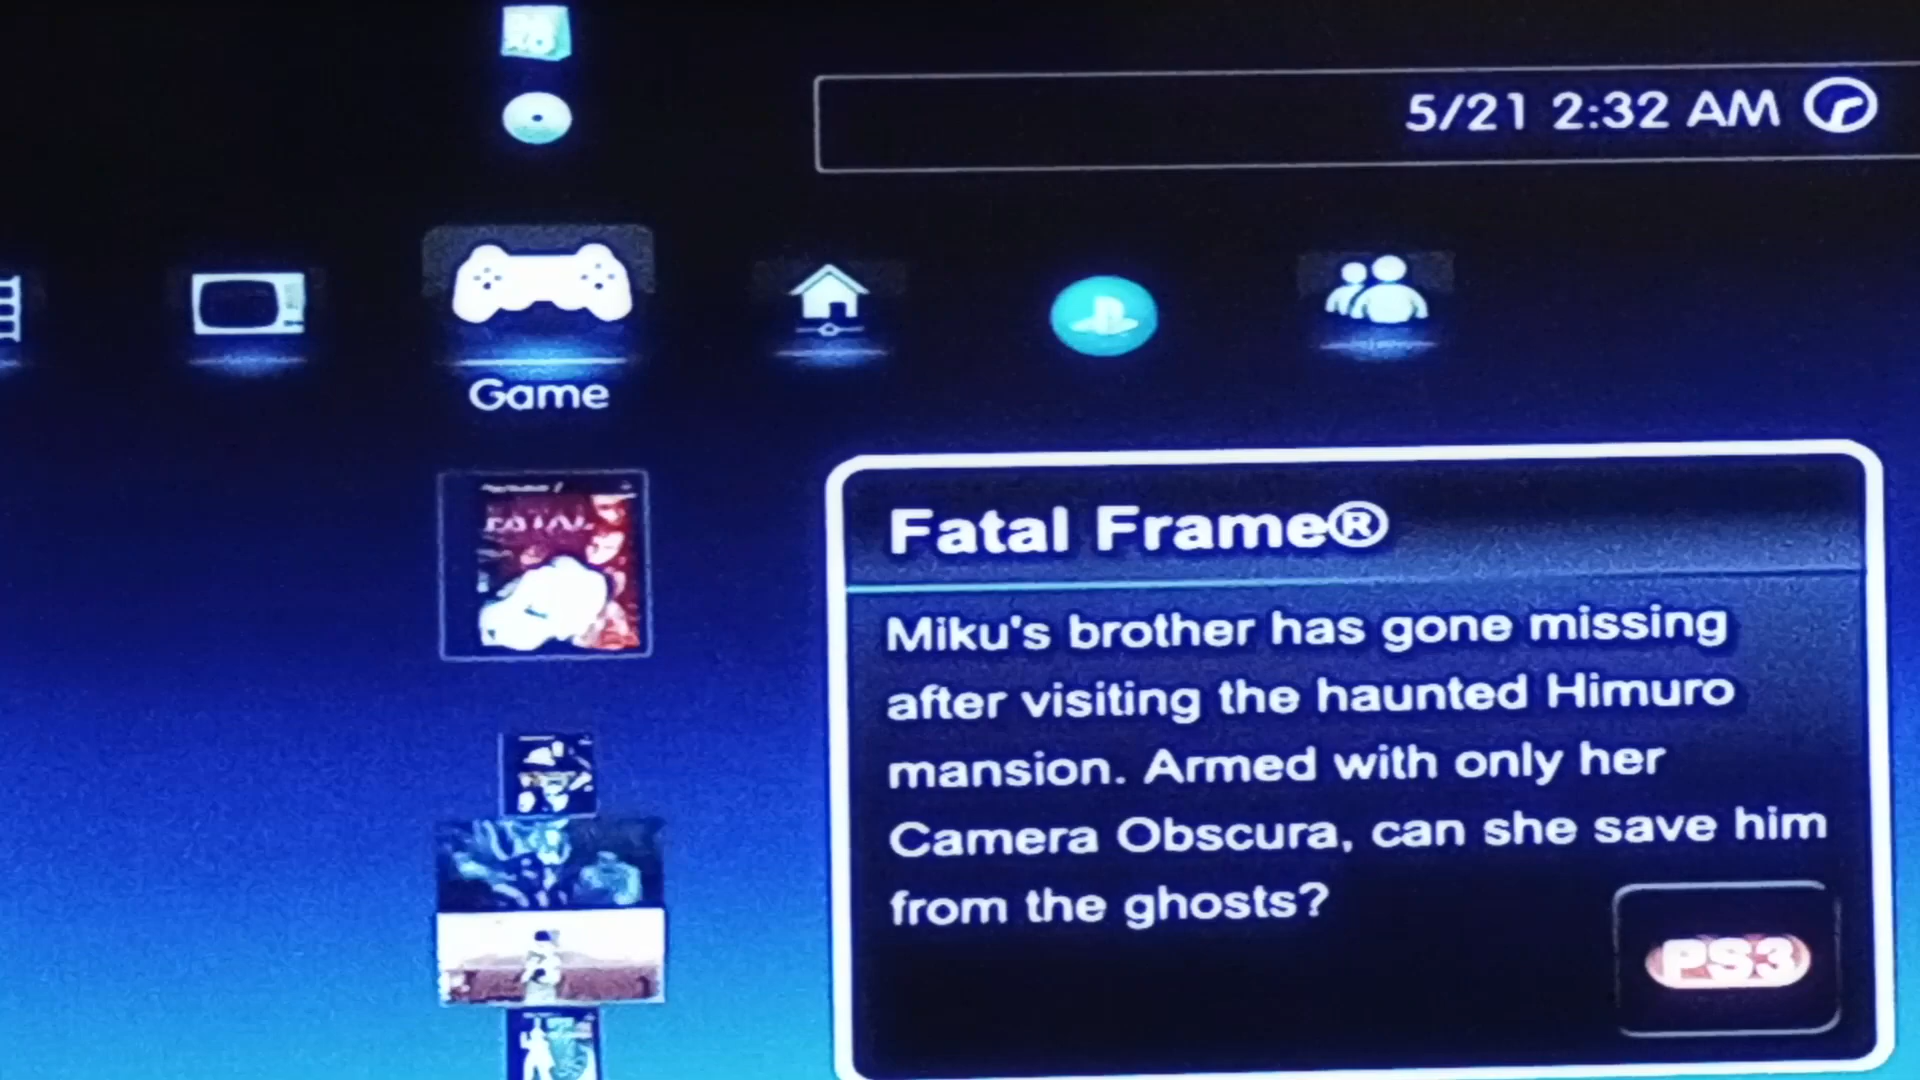 5/21 2:32 AM
Game
FATAL
Fatal Frame®
Miku's brother has gone missing
after visiting the haunted Himuro
mansion. Armed with only her
Camera Obscura, can she save him
from the ghosts?
PS3